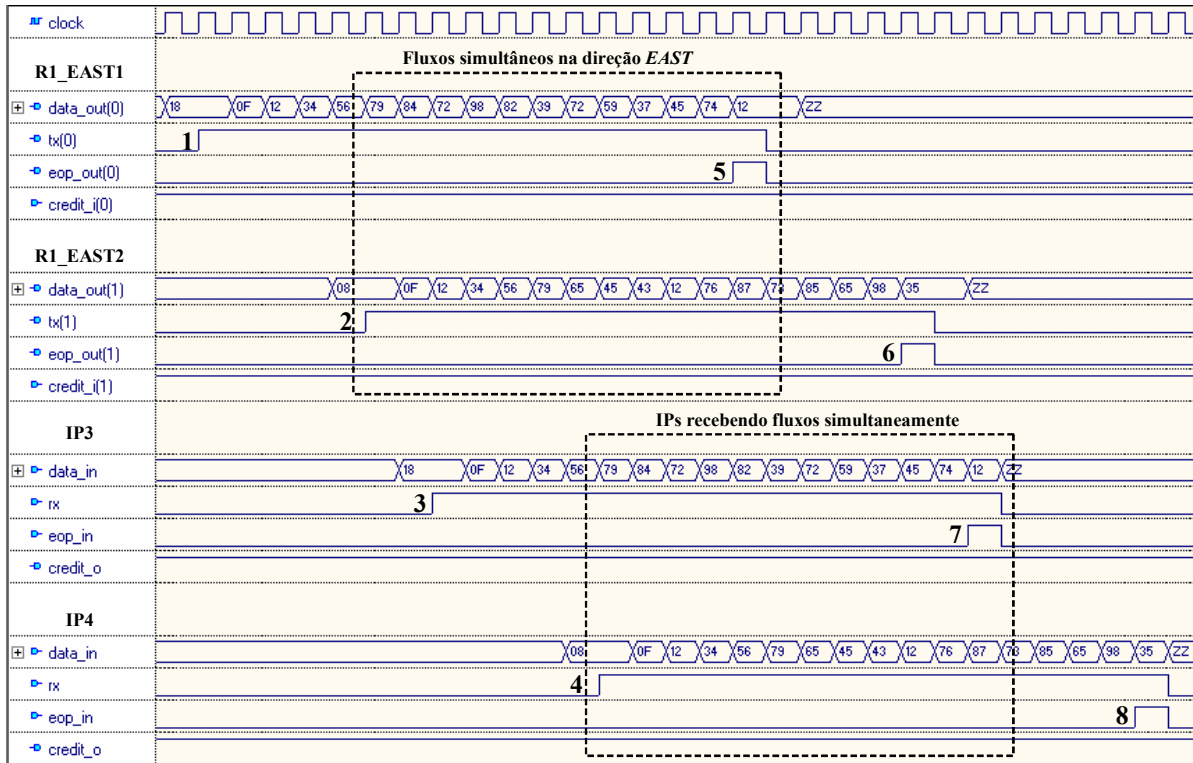 clock
Fluxos simultâneos na direção EAST
R1_EAST1
data_out(0) 18 0F 12 34 56 79 84 72 98 82 39 72 59 37 45 74 12 ZZ
tx(0) 1
eop_out(0) 5
credit_i(0)
R1_EAST2
data_out(1) 08 0F 12 34 56 79 65 45 43 12 76 87 73 85 65 98 35 ZZ
tx(1) 2
eop_out(1) 6
credit_i(1)
IPs recebendo fluxos simultaneamente
IP3
data_in 18 0F 12 34 56 79 84 72 98 82 39 72 59 37 45 74 12 ZZ
rx 3
eop_in 7
credit_o
IP4
data_in 08 0F 12 34 56 79 65 45 43 12 76 87 73 85 65 98 35 ZZ
rx 4
eop_in 8
credit_o